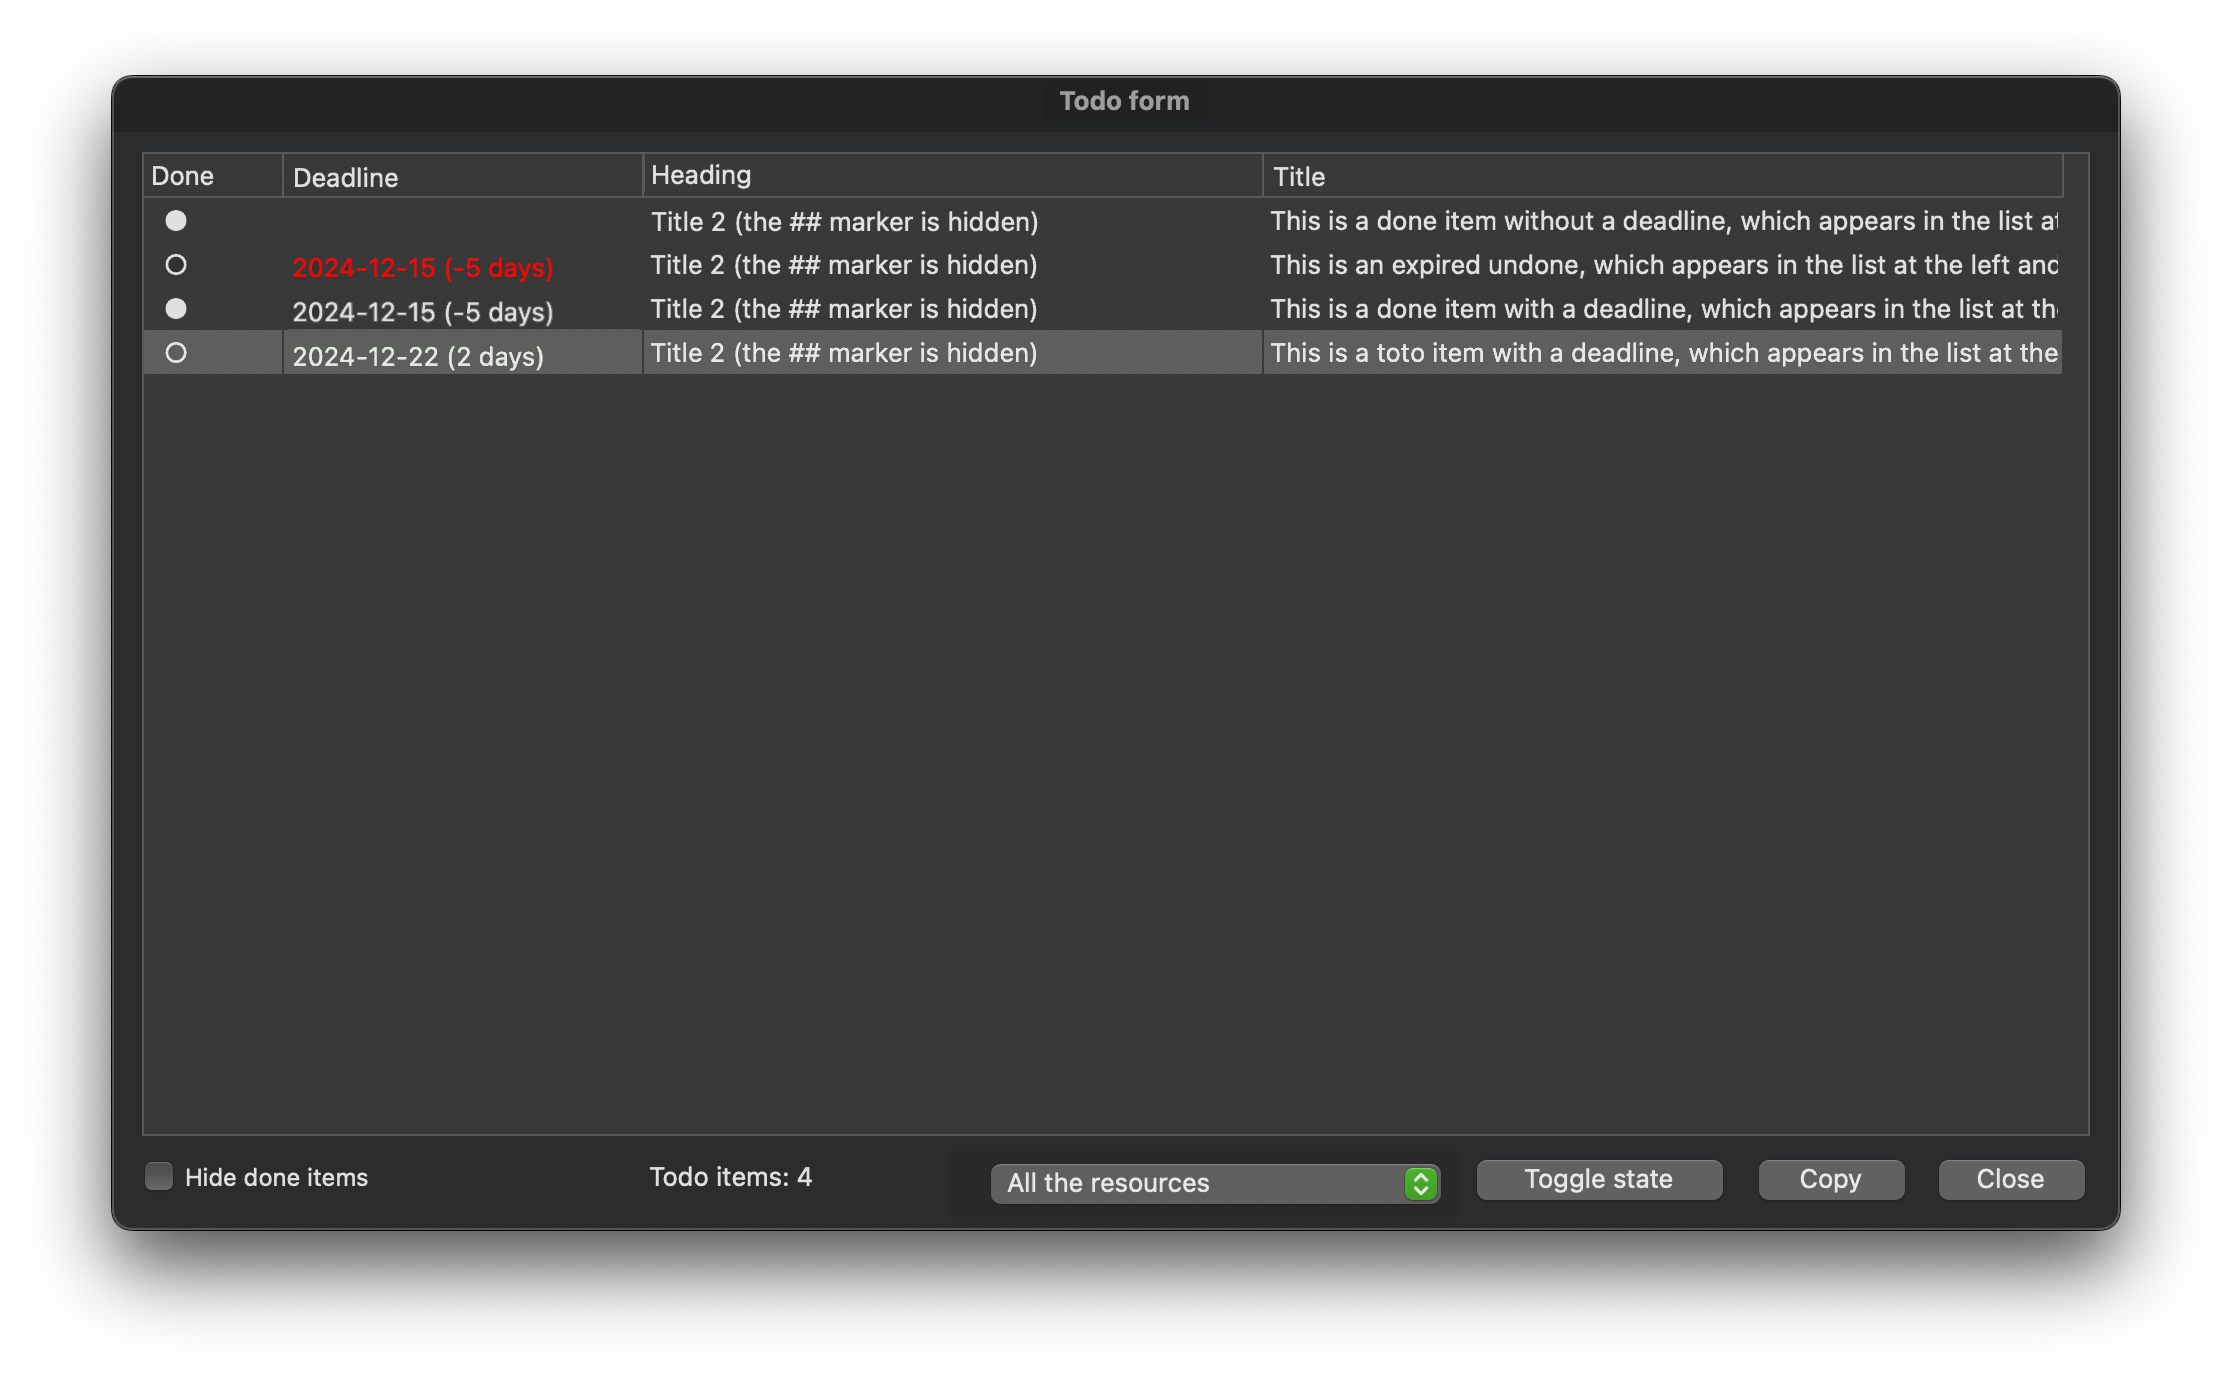 Todo form
Done Deadline Heading Title
Title 2 (the ## marker is hidden) This is a done item without a deadline, which appears in the list at
2024-12-15 (-5 days) Title 2 (the ## marker is hidden) This is an expired undone, which appears in the list at the left and
2024-12-15 (-5 days) Title 2 (the ## marker is hidden) This is a done item with a deadline, which appears in the list at the
2024-12-22 (2 days) Title 2 (the ## marker is hidden) This is a toto item with a deadline, which appears in the list at the
Hide done items Todo items: 4 All the resources Toggle state Copy Close